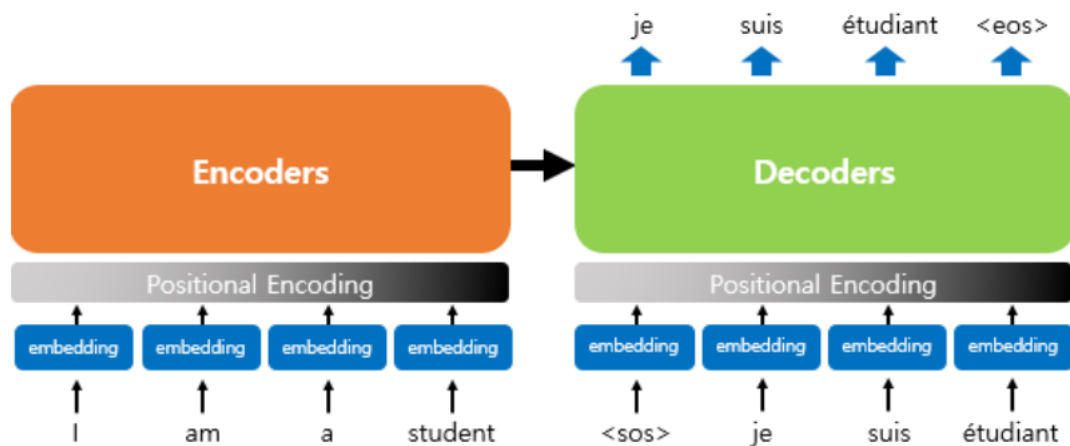 je suis étudiant <eos>
Encoders
Decoders
Positional Encoding
Positional Encoding
embedding embedding embedding embedding
embedding embedding embedding embedding
I am a student
<sos> je suis étudiant